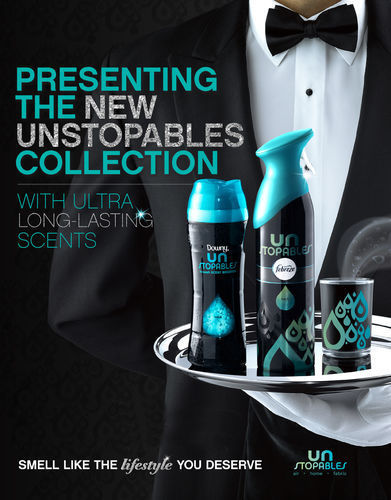 PRESENTING
THE NEW
UNSTOPABLES
COLLECTION
WITH ULTRA
LONG-LASTING
SCENTS
Downy
UN
STOPABLES
UN
STOPABLES
febreze
SMELL LIKE THE lifestyle YOU DESERVE
UN
STOPABLES
air • home • fabric